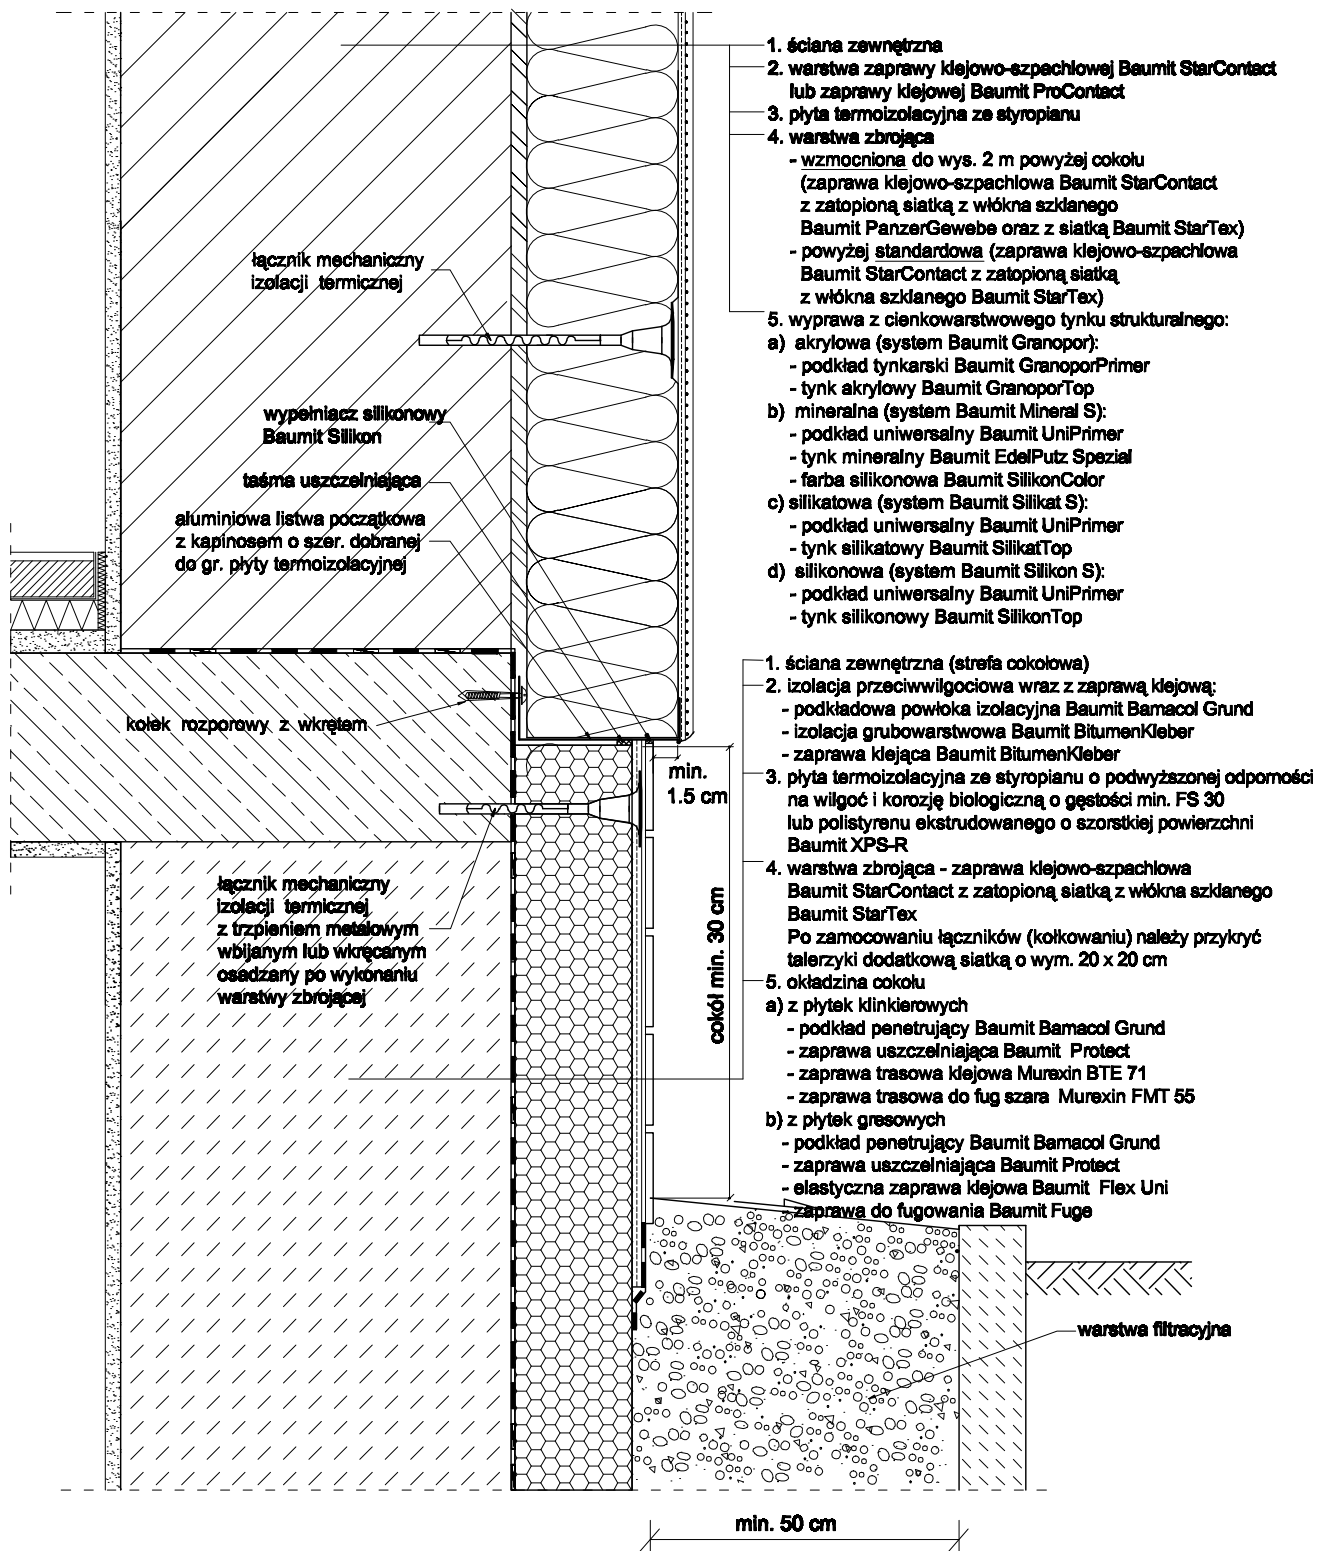 1. ściana zewnętrzna
2. warstwa zaprawy klejowo-szpachlowej Baumit StarContact
lub zaprawy klejowej Baumit ProContact
3. płyta termoizolacyjna ze styropianu
4. warstwa zbrojąca
- wzmocniona do wys. 2 m powyżej cokołu
(zaprawa klejowo-szpachlowa Baumit StarContact
z zatopioną siatką z włókna szklanego
Baumit PanzerGewebe oraz z siatką Baumit StarTex)
- powyżej standardowa (zaprawa klejowo-szpachlowa
Baumit StarContact z zatopioną siatką
z włókna szklanego Baumit StarTex)
5. wyprawa z cienkowarstwowego tynku strukturalnego:
a) akrylowa (system Baumit Granopor):
- podkład tynkarski Baumit GranoporPrimer
- tynk akrylowy Baumit GranoporTop
b) mineralna (system Baumit Mineral S):
- podkład uniwersalny Baumit UniPrimer
- tynk mineralny Baumit EdelPutz Spezial
- farba silikonowa Baumit SilikonColor
c) silikatowa (system Baumit Silikat S):
- podkład uniwersalny Baumit UniPrimer
- tynk silikatowy Baumit SilikatTop
d) silikonowa (system Baumit Silikon S):
- podkład uniwersalny Baumit UniPrimer
- tynk silikonowy Baumit SilikonTop
łącznik mechaniczny
izolacji termicznej
wypełniacz silikonowy
Baumit Silikon
taśma uszczelniająca
aluminiowa listwa początkowa
z kapinosem o szer. dobranej
do gr. płyty termoizolacyjnej
kołek rozporowy z wkrętem
1. ściana zewnętrzna (strefa cokołowa)
2. izolacja przeciwwilgociowa wraz z zaprawą klejową:
- podkładowa powłoka izolacyjna Baumit Bamacol Grund
- izolacja grubowarstwowa Baumit BitumenKleber
- zaprawa klejąca Baumit BitumenKleber
3. płyta termoizolacyjna ze styropianu o podwyższonej odporności
na wilgoć i korozję biologiczną o gęstości min. FS 30
lub polistyrenu ekstrudowanego o szorstkiej powierzchni
Baumit XPS-R
4. warstwa zbrojąca - zaprawa klejowo-szpachlowa
Baumit StarContact z zatopioną siatką z włókna szklanego
Baumit StarTex
Po zamocowaniu łączników (kołkowaniu) należy przykryć
talerzyki dodatkową siatką o wym. 20 x 20 cm
5. okładzina cokołu
a) z płytek klinkierowych
- podkład penetrujący Baumit Bamacol Grund
- zaprawa uszczelniająca Baumit Protect
- zaprawa trasowa klejowa Murexin BTE 71
- zaprawa trasowa do fug szara Murexin FMT 55
b) z płytek gresowych
- podkład penetrujący Baumit Bamacol Grund
- zaprawa uszczelniająca Baumit Protect
- elastyczna zaprawa klejowa Baumit Flex Uni
- zaprawa do fugowania Baumit Fuge
min.
1.5 cm
cokół min. 30 cm
łącznik mechaniczny
izolacji termicznej
z trzpieniem metalowym
wbijanym lub wkręcanym
osadzany po wykonaniu
warstwy zbrojącej
warstwa filtracyjna
min. 50 cm